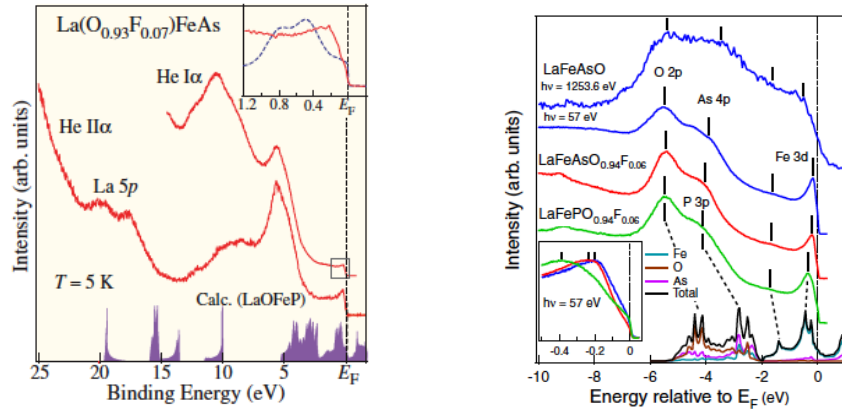 La(O0.93F0.07)FeAs
1.2 0.8 0.4 EF
He Iα
He IIα
La 5p
T = 5 K
Calc. (LaOFeP)
25 20 15 10 5 EF
Binding Energy (eV)
Intensity (arb. units)
LaFeAsO
hν = 1253.6 eV
O 2p
hν = 57 eV
As 4p
Fe 3d
LaFeAsO0.94F0.06
LaFePO0.94F0.06
P 3p
Fe
O
As
Total
hν = 57 eV
-0.4 -0.2 0
-10 -8 -6 -4 -2 0
Energy relative to EF (eV)
Intensity (arb. units)